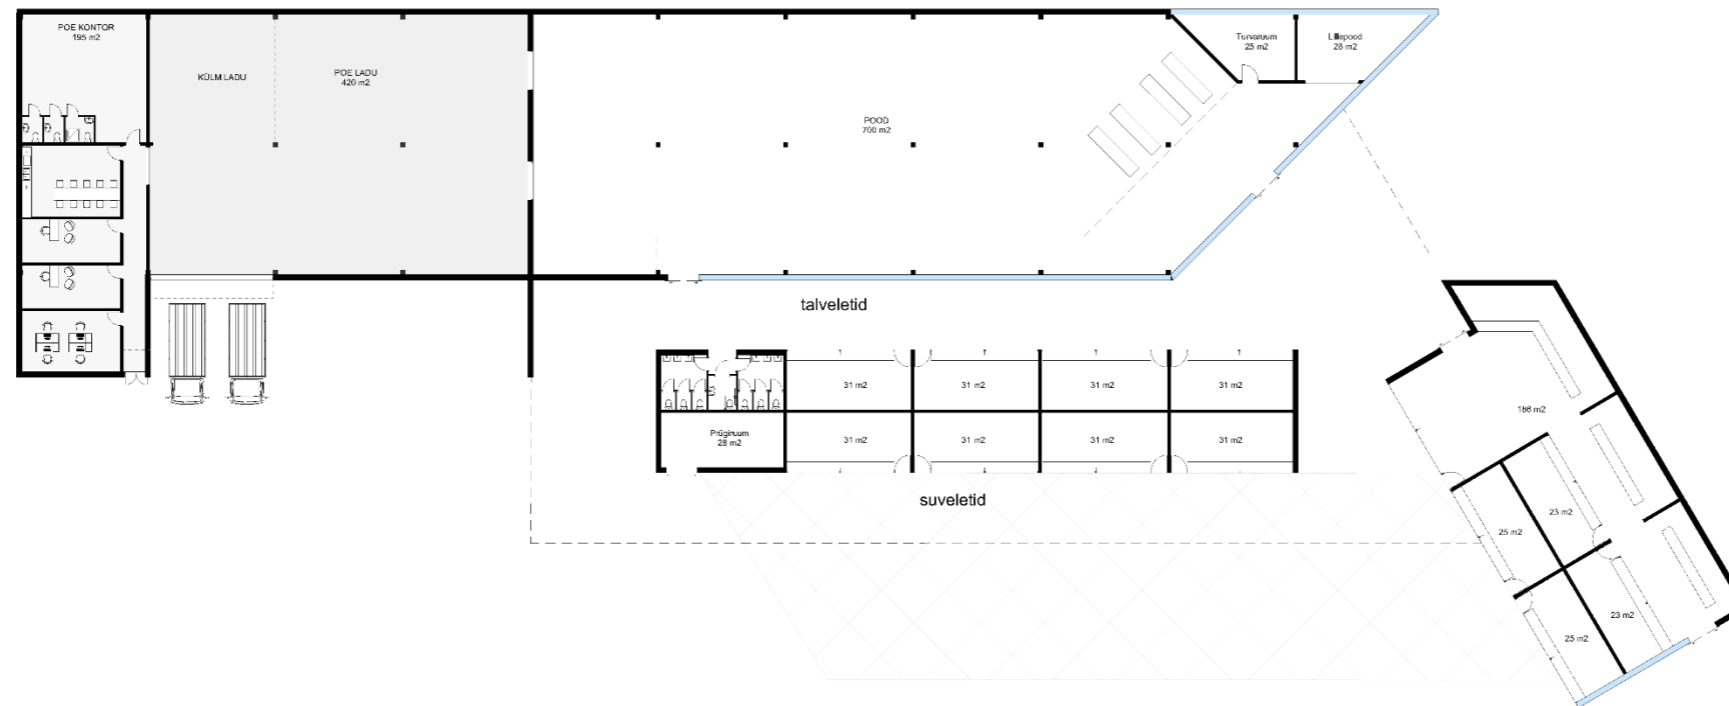 POE KONTOR
195 m2
KÜLM LADU
POE LADU
420 m2
POOD
700 m2
Turvaruum
25 m2
Lillepood
28 m2
talveletid
31 m2
31 m2
31 m2
31 m2
Prügiruum
28 m2
31 m2
31 m2
31 m2
31 m2
suveletid
186 m2
23 m2
25 m2
23 m2
25 m2